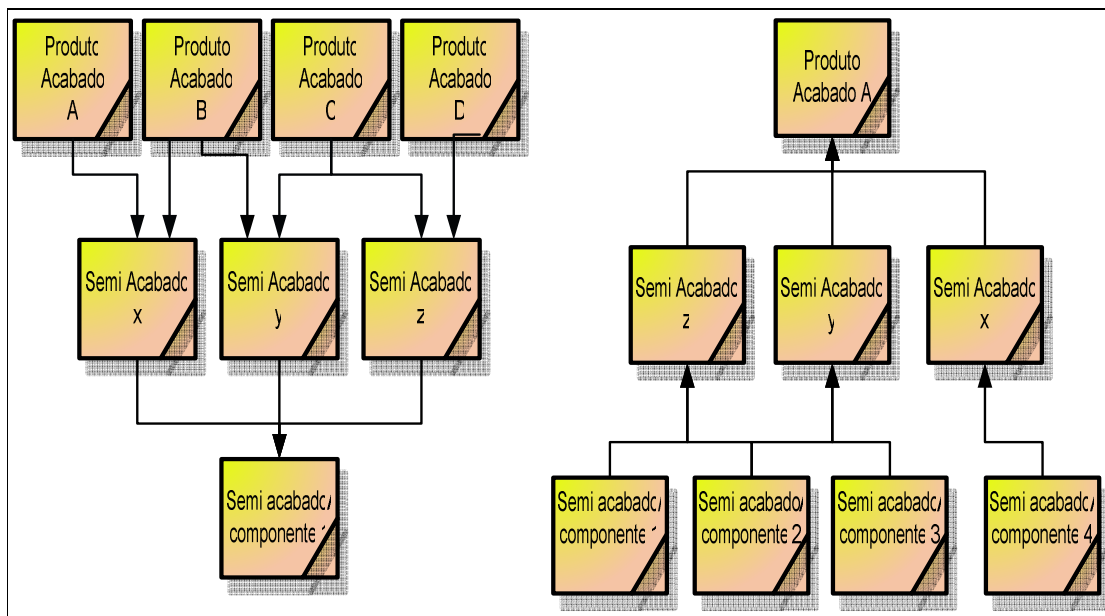 Produto
Acabado
A
Produto
Acabado
B
Produto
Acabado
C
Produto
Acabado
D
Semi Acabado
x
Semi Acabado
y
Semi Acabado
z
Semi acabado/
componente 1
Produto
Acabado A
Semi Acabado
z
Semi Acabado
y
Semi Acabado
x
Semi acabado/
componente 1
Semi acabado/
componente 2
Semi acabado/
componente 3
Semi acabado/
componente 4